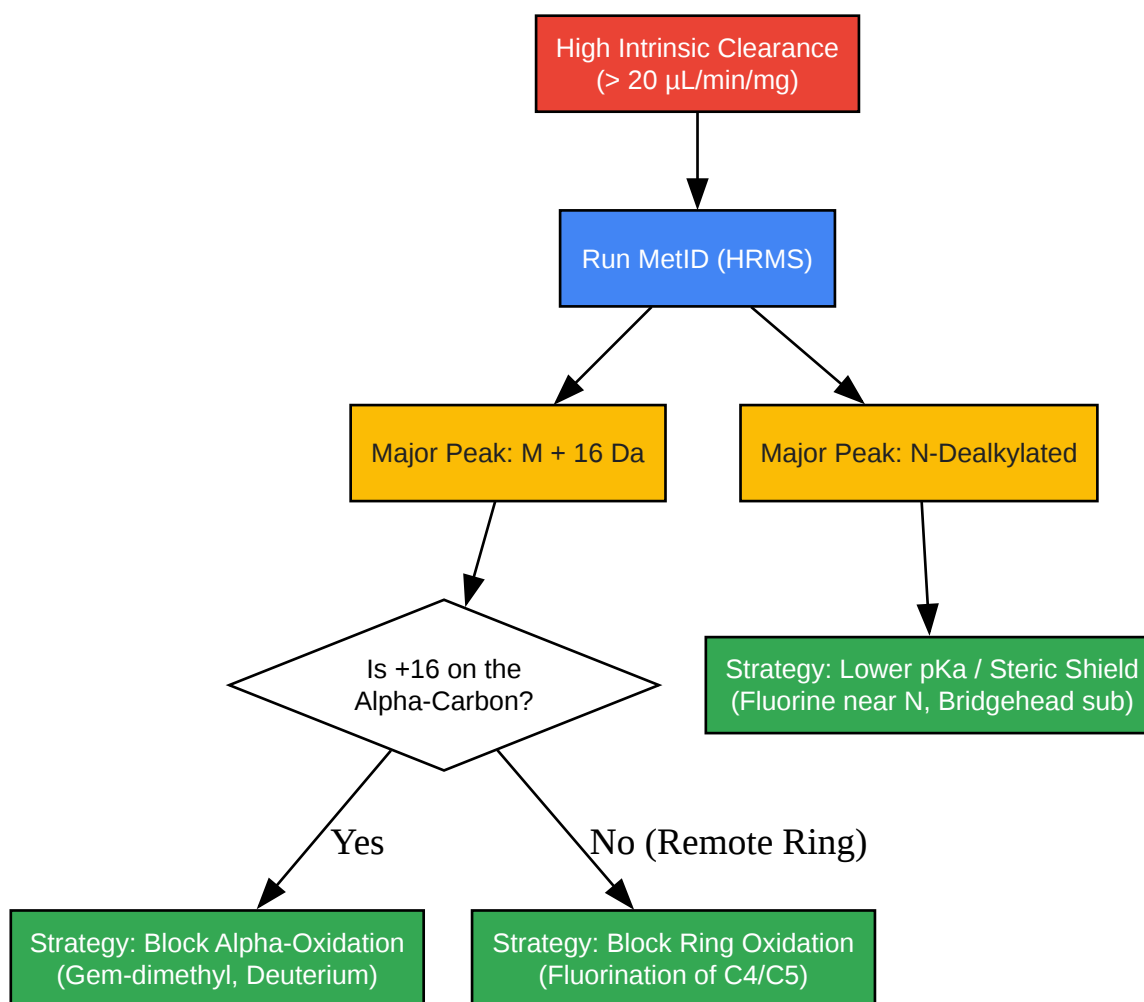 High Intrinsic Clearance
(> 20 µL/min/mg)
Run MetID (HRMS)
Major Peak: M + 16 Da
Major Peak: N-Dealkylated
Is +16 on the
Alpha-Carbon?
Strategy: Lower pKa / Steric Shield
(Fluorine near N, Bridgehead sub)
Yes
No (Remote Ring)
Strategy: Block Alpha-Oxidation
(Gem-dimethyl, Deuterium)
Strategy: Block Ring Oxidation
(Fluorination of C4/C5)